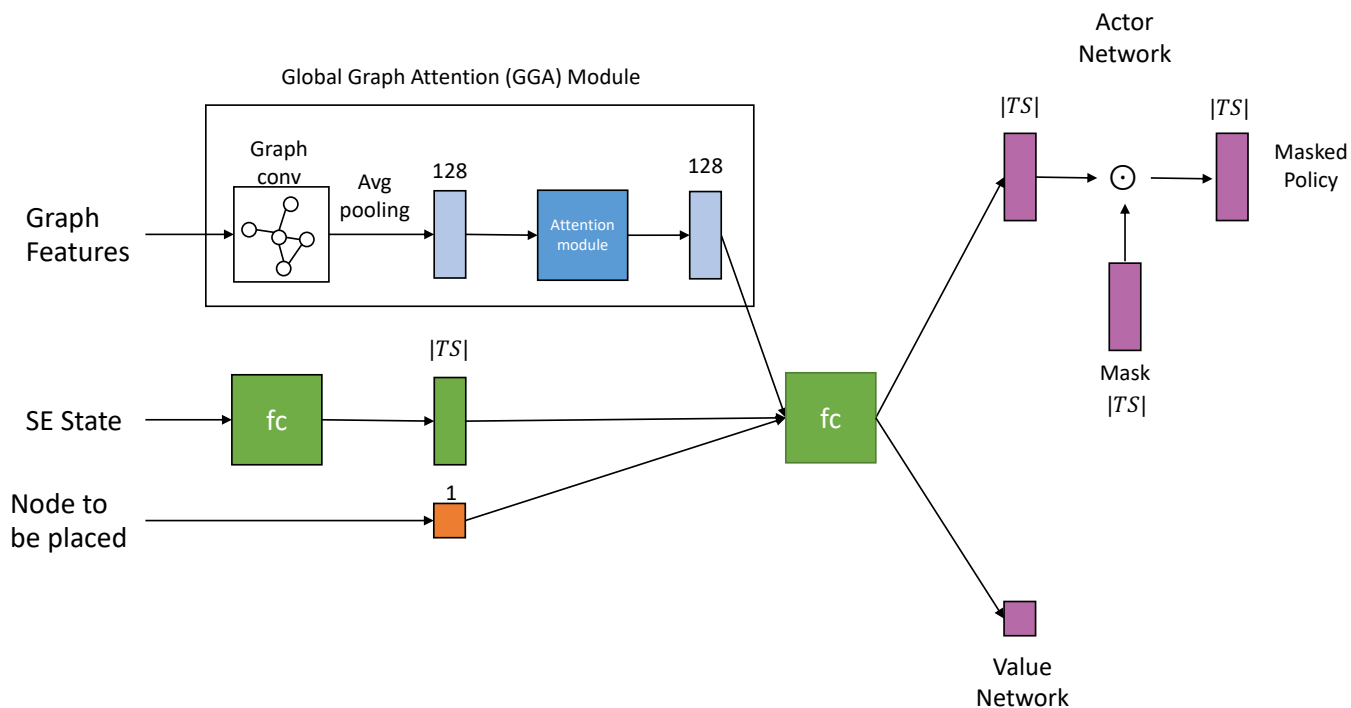 Actor
Network
Global Graph Attention (GGA) Module
|TS|
|TS|
Graph
conv
Avg
pooling
128
128
Masked
Policy
Graph
Features
Attention
module
|TS|
Mask
|TS|
SE State
fc
fc
1
Node to
be placed
Value
Network